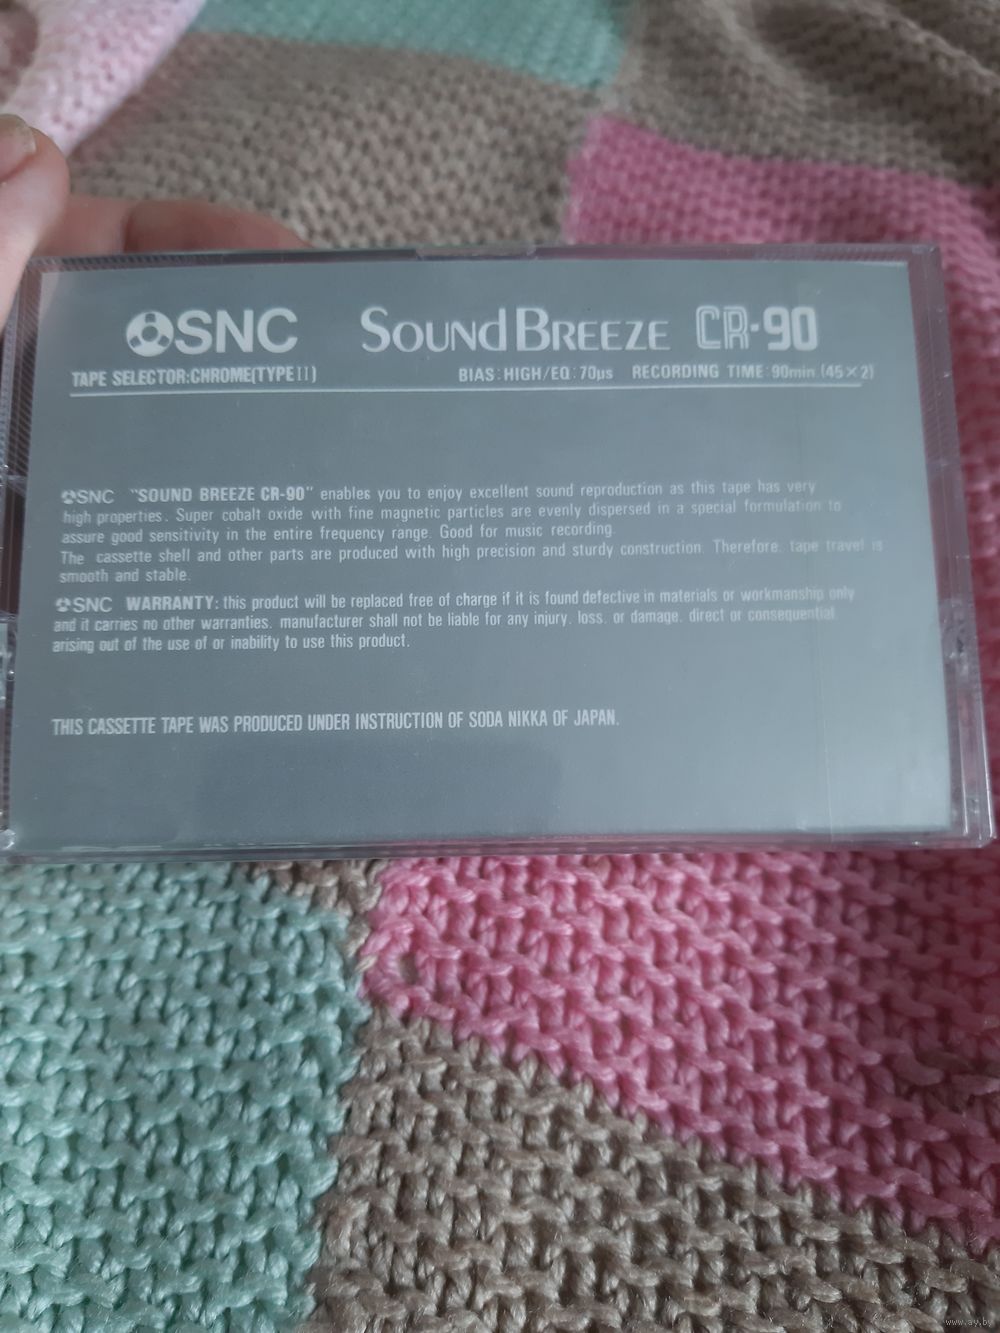 SNC SOUND BREEZE CR-90
TAPE SELECTOR:CHROME(TYPE II) BIAS:HIGH/EQ:70µs RECORDING TIME:90min (45×2)
SNC "SOUND BREEZE CR-90" enables you to enjoy excellent sound reproduction as this tape has very
high properties. Super cobalt oxide with fine magnetic particles are evenly dispersed in a special formulation to
assure good sensitivity in the entire frequency range. Good for music recording.
The cassette shell and other parts are produced with high precision and sturdy construction. Therefore. tape travel is
smooth and stable.
SNC WARRANTY: this product will be replaced free of charge if it is found defective in materials or workmanship only
and it carries no other warranties. manufacturer shall not be liable for any injury. loss. or damage. direct or consequential.
arising out of the use of or inability to use this product.
THIS CASSETTE TAPE WAS PRODUCED UNDER INSTRUCTION OF SODA NIKKA OF JAPAN.
www.ay.by